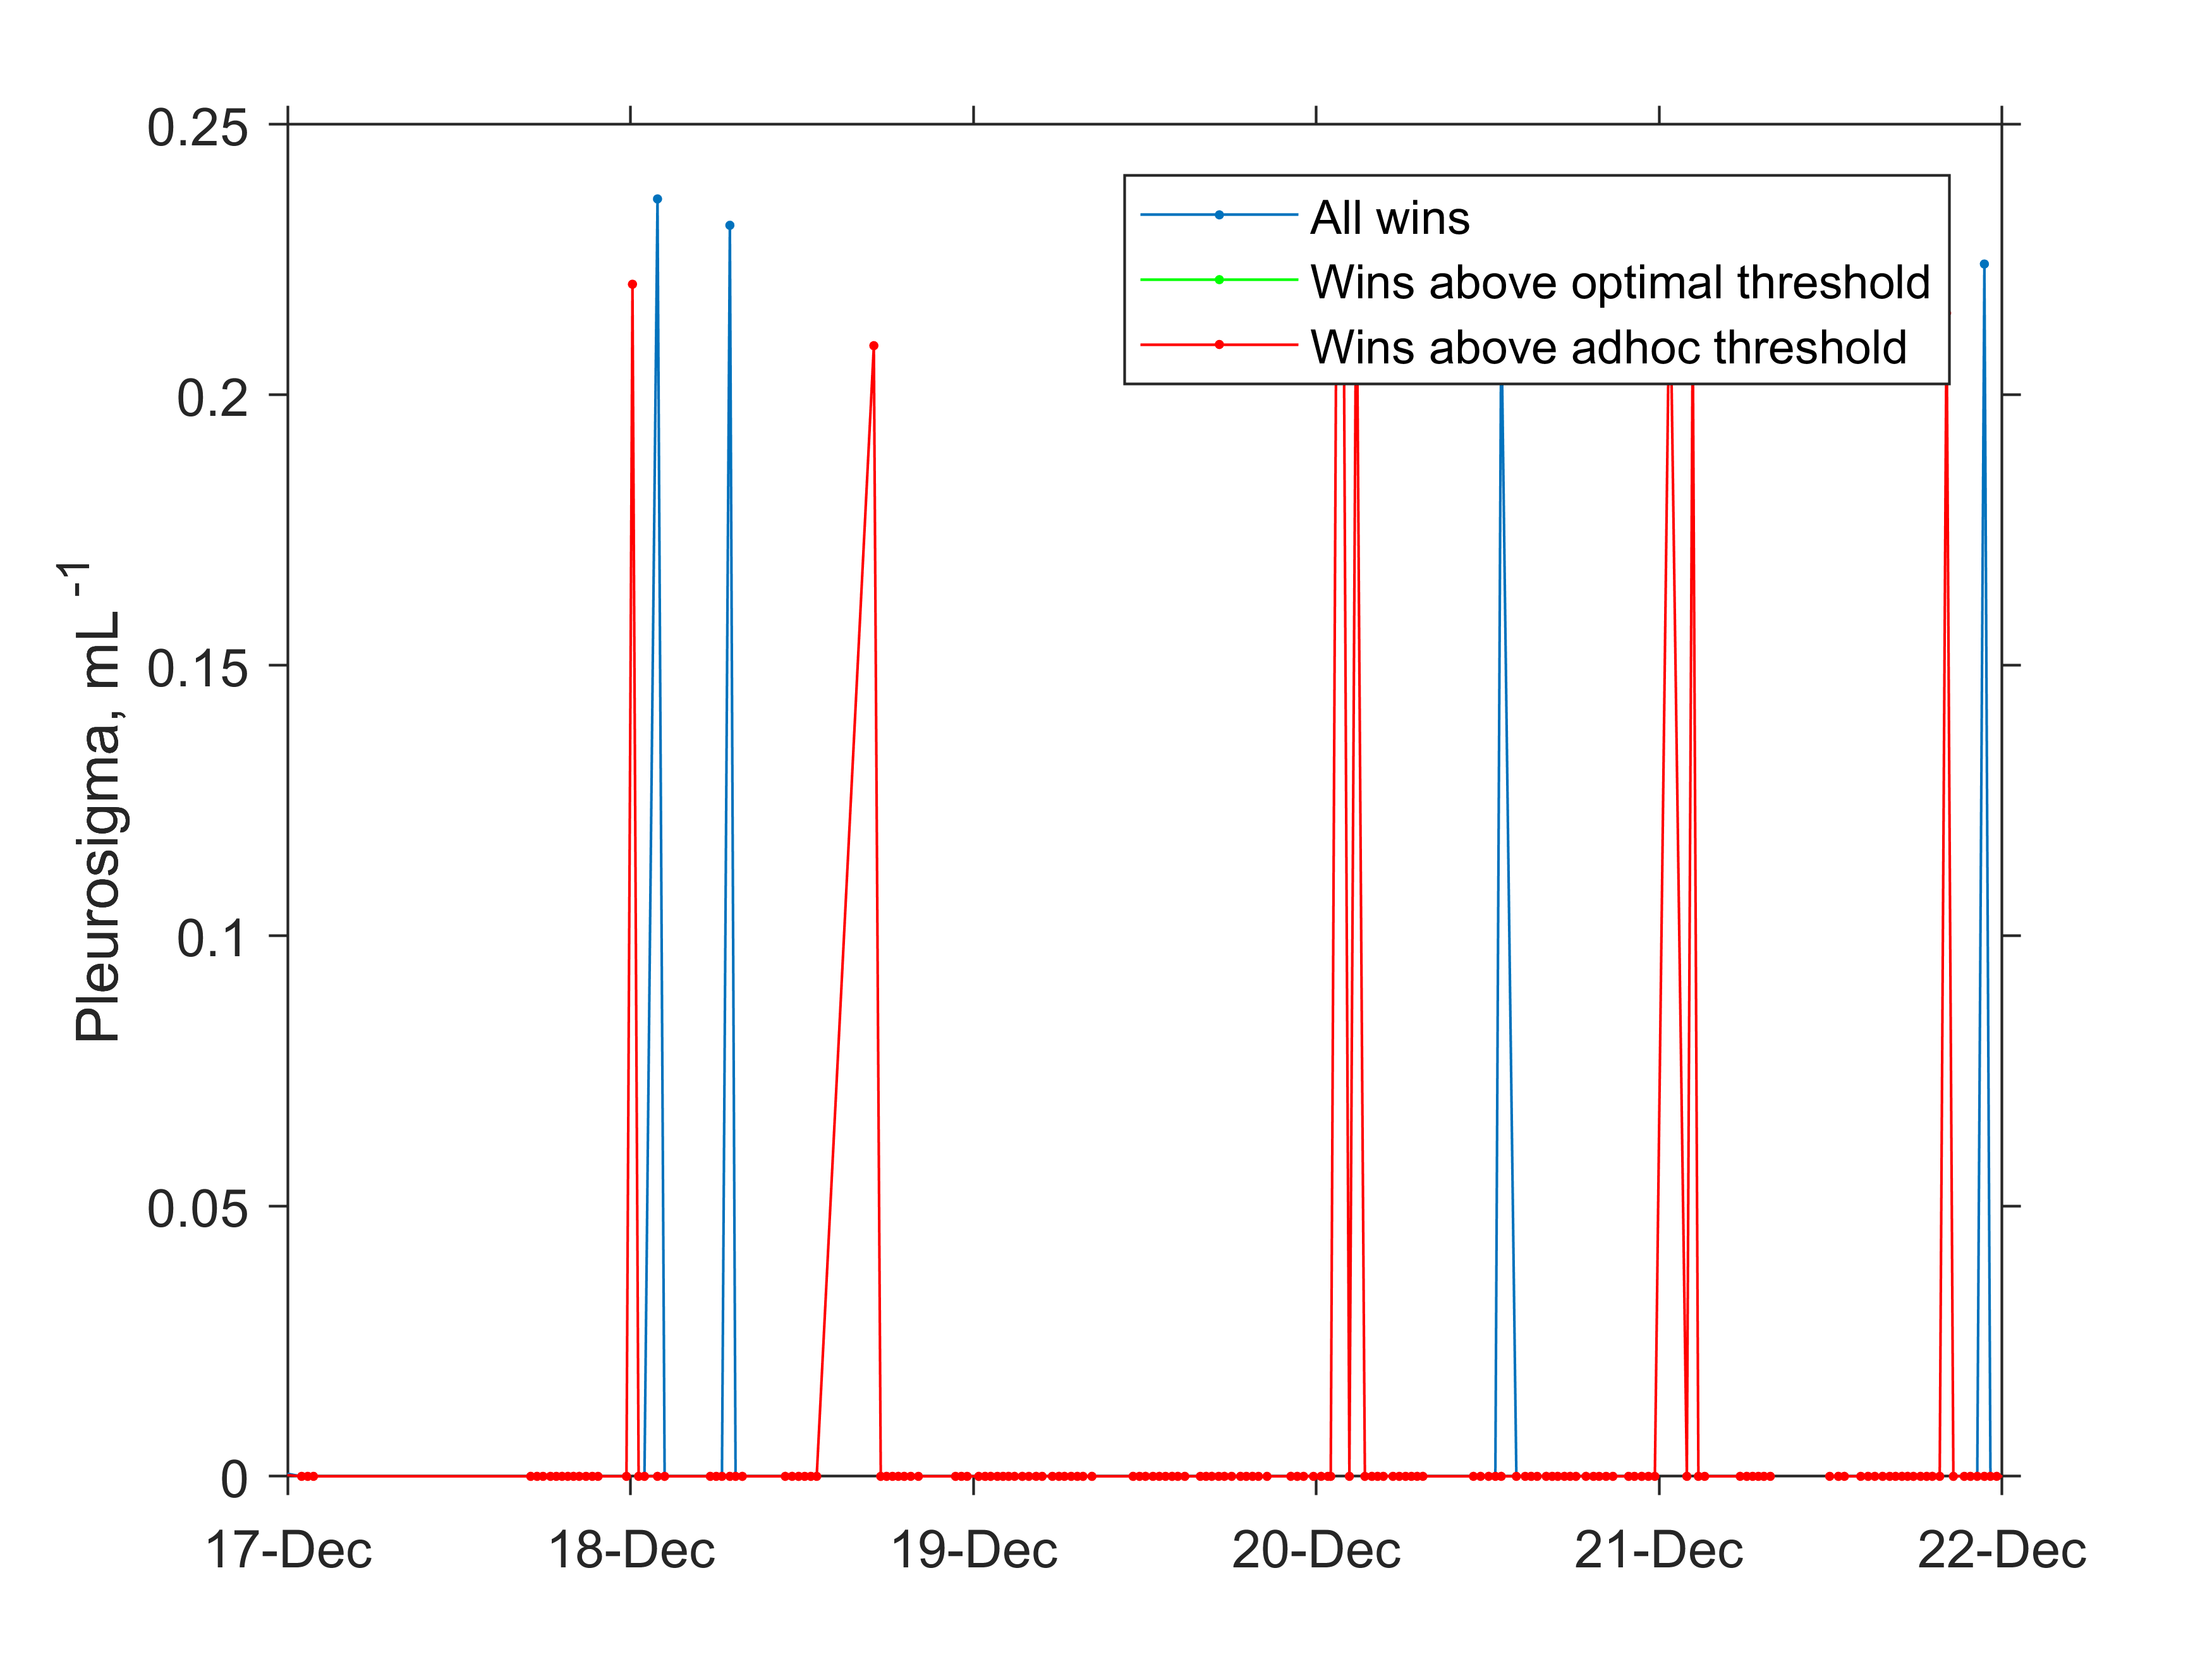 0.25
0.2
0.15
0.1
0.05
0
Pleurosigma, mL -1
All wins
Wins above optimal threshold
Wins above adhoc threshold
17-Dec
18-Dec
19-Dec
20-Dec
21-Dec
22-Dec